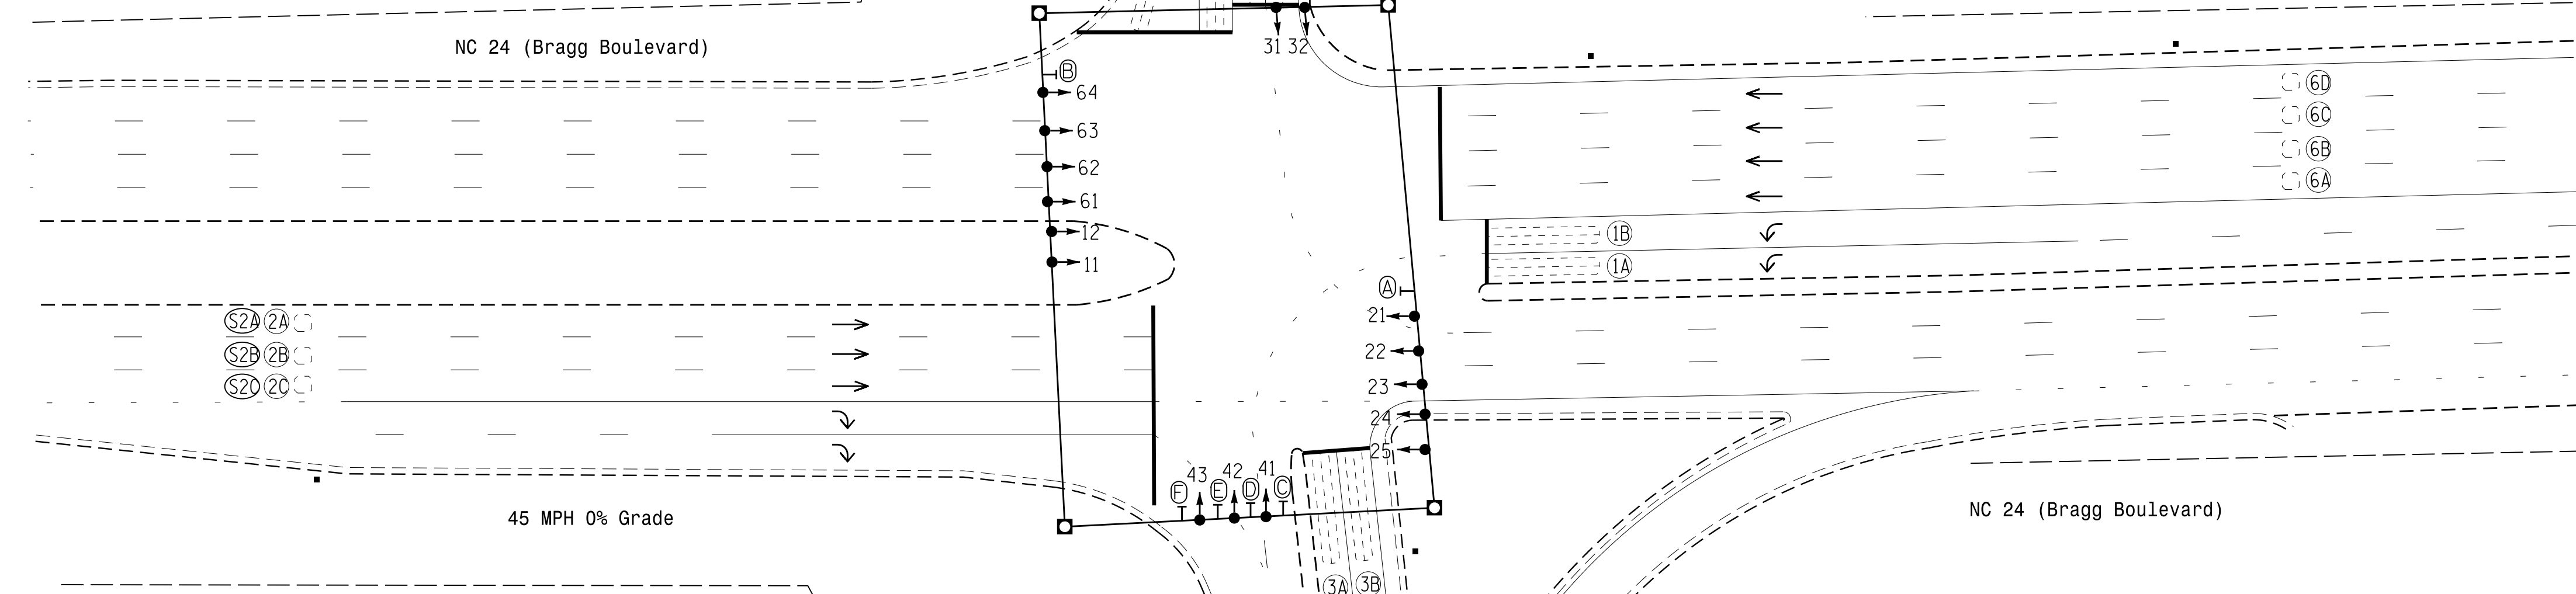 31 32
NC 24 (Bragg Boulevard)
B
64
6D
6C
63
6B
62
6A
61
12
1B
11
1A
A
S2A 2A
21
S2B 2B
22
S2C 2C
23
24
25
43 42 41
F E D C
45 MPH 0% Grade
NC 24 (Bragg Boulevard)
3A 3B